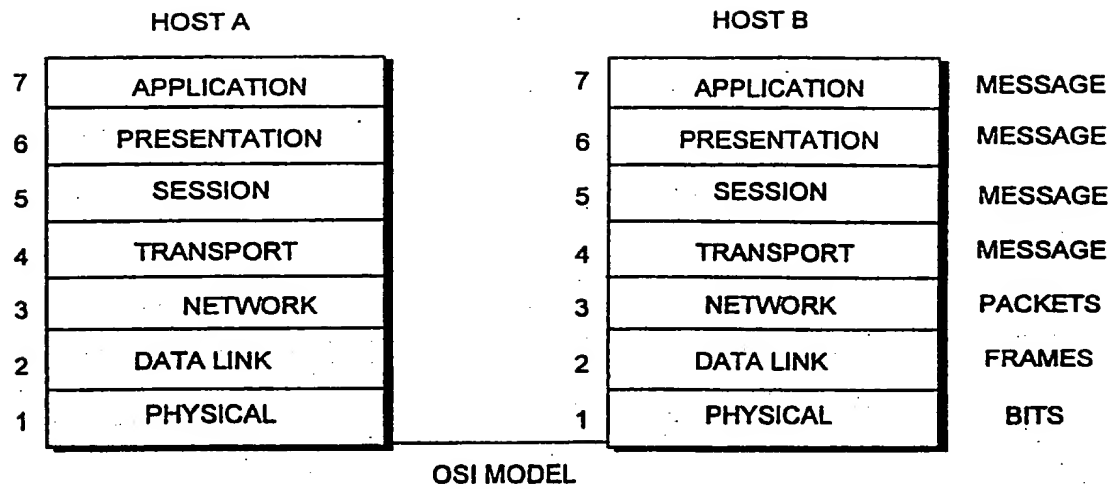 HOST A HOST B
7 APPLICATION 7 APPLICATION MESSAGE
6 PRESENTATION 6 PRESENTATION MESSAGE
5 SESSION 5 SESSION MESSAGE
4 TRANSPORT 4 TRANSPORT MESSAGE
3 NETWORK 3 NETWORK PACKETS
2 DATA LINK 2 DATA LINK FRAMES
1 PHYSICAL 1 PHYSICAL BITS
OSI MODEL